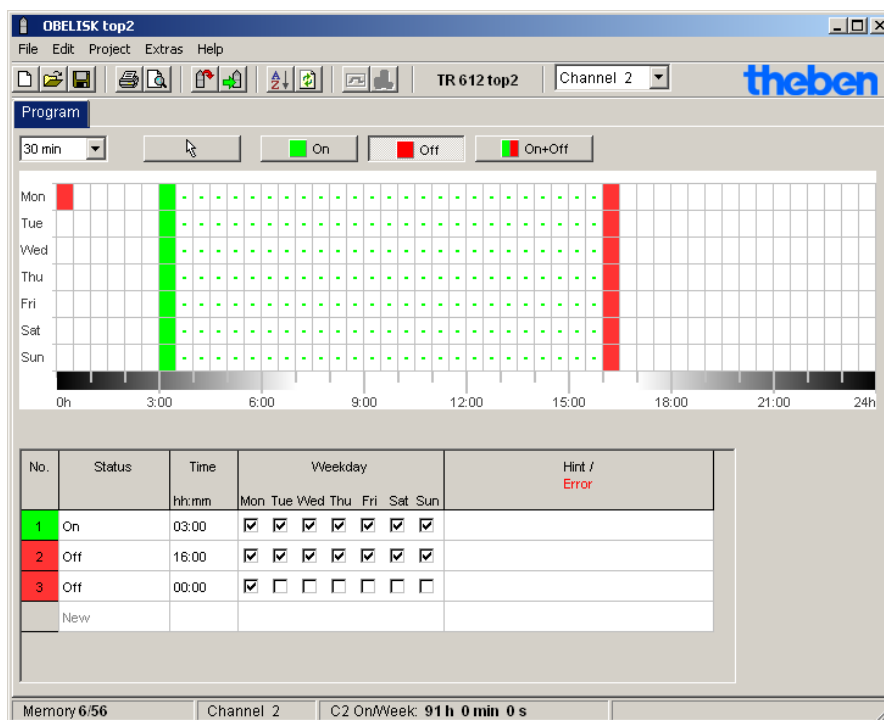 OBELISK top2
File Edit Project Extras Help
TR 612 top2 Channel 2 theben
Program
30 min On Off On+Off
Mon
Tue
Wed
Thu
Fri
Sat
Sun
0h 3:00 6:00 9:00 12:00 15:00 18:00 21:00 24h
No. Status Time Weekday Hint /
Error
hh:mm Mon Tue Wed Thu Fri Sat Sun
1 On 03:00
2 Off 16:00
3 Off 00:00
New
Memory 6/56 Channel 2 C2 On/Week: 91 h 0 min 0 s